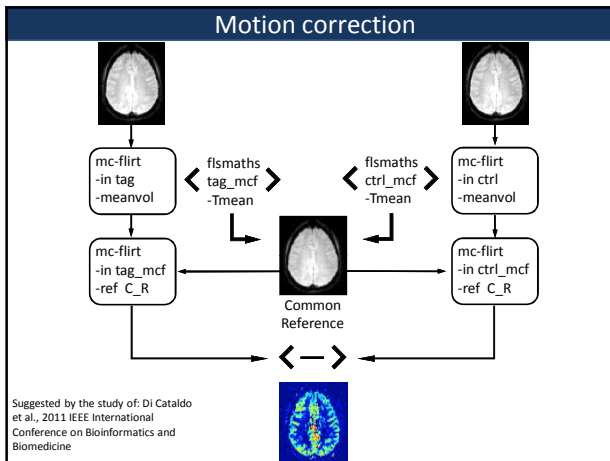 Motion correction
mc-flirt
-in tag
-meanvol
flsmaths
tag_mcf
-Tmean
flsmaths
ctrl_mcf
-Tmean
mc-flirt
-in ctrl
-meanvol
mc-flirt
-in tag_mcf
-ref C_R
Common
Reference
mc-flirt
-in ctrl_mcf
-ref C_R
Suggested by the study of: Di Cataldo
et al., 2011 IEEE International
Conference on Bioinformatics and
Biomedicine